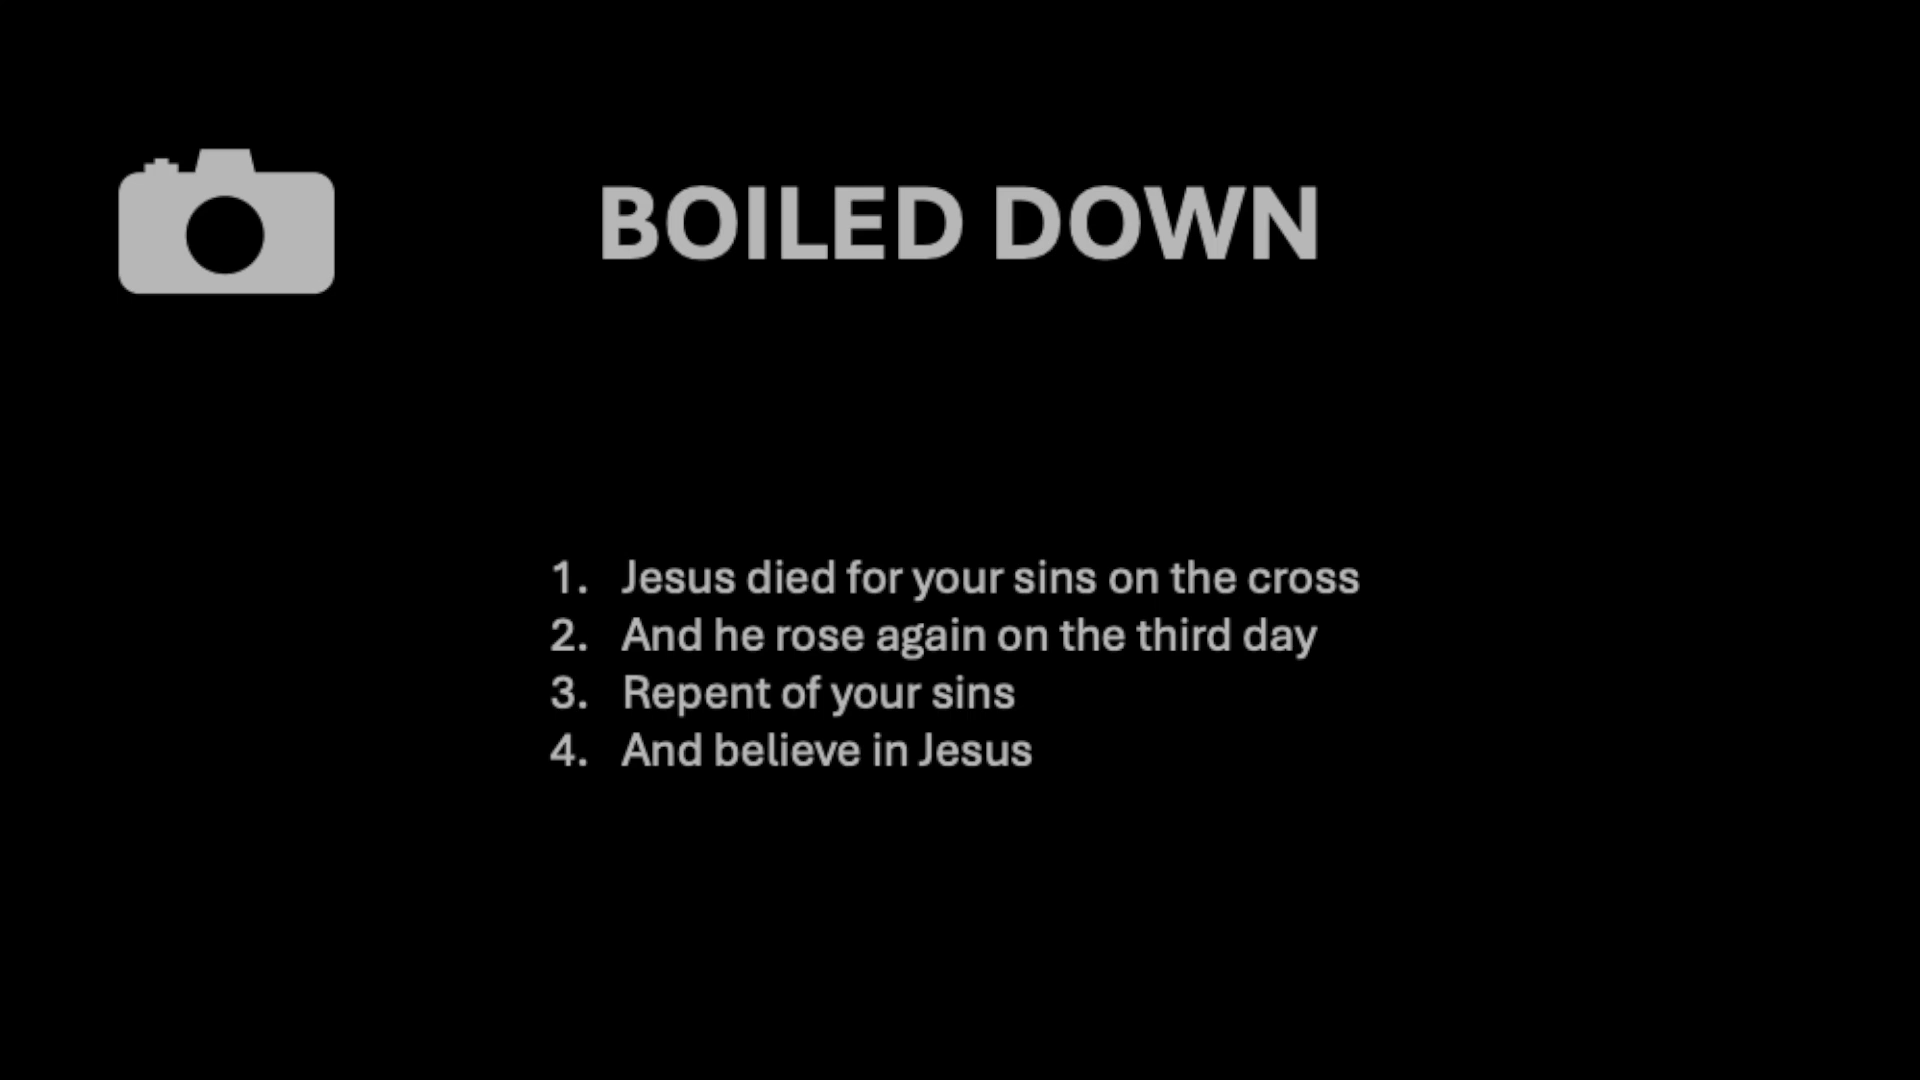 BOILED DOWN
1. Jesus died for your sins on the cross
2. And he rose again on the third day
3. Repent of your sins
4. And believe in Jesus